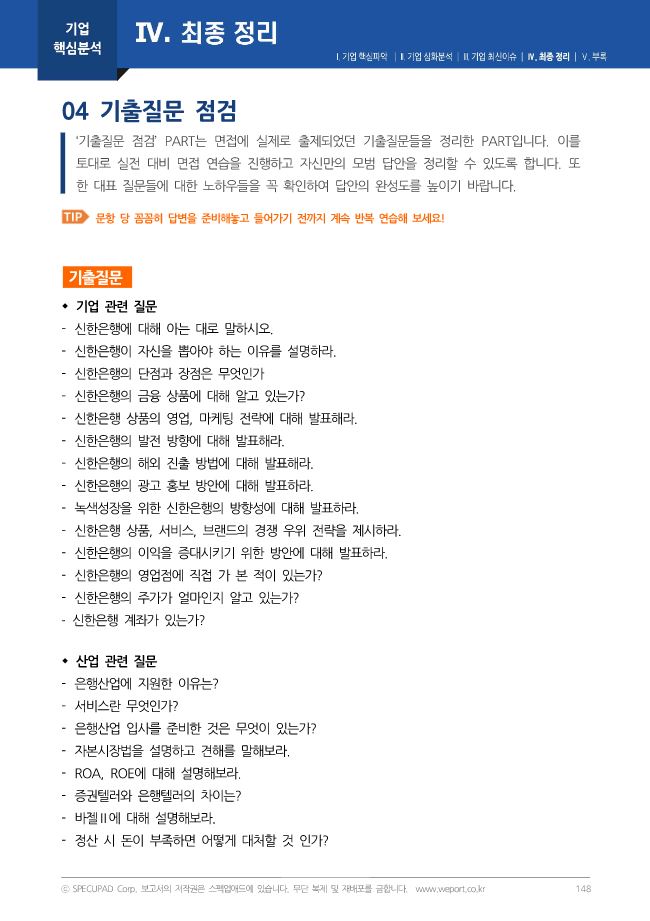 기업
핵심분석
Ⅳ. 최종 정리
Ⅰ. 기업 핵심파악 | Ⅱ. 기업 심화분석 | Ⅲ. 기업 최신이슈 | Ⅳ. 최종 정리 | Ⅴ. 부록
04 기출질문 점검
'기출질문 점검' PART는 면접에 실제로 출제되었던 기출질문들을 정리한 PART입니다. 이를
토대로 실전 대비 면접 연습을 진행하고 자신만의 모범 답안을 정리할 수 있도록 합니다. 또
한 대표 질문들에 대한 노하우들을 꼭 확인하여 답안의 완성도를 높이기 바랍니다.
TIP 문항 당 꼼꼼히 답변을 준비해놓고 들어가기 전까지 계속 반복 연습해 보세요!
기출질문
◆ 기업 관련 질문
- 신한은행에 대해 아는 대로 말하시오.
- 신한은행이 자신을 뽑아야 하는 이유를 설명하라.
- 신한은행의 단점과 장점은 무엇인가
- 신한은행의 금융 상품에 대해 알고 있는가?
- 신한은행 상품의 영업, 마케팅 전략에 대해 발표해라.
- 신한은행의 발전 방향에 대해 발표해라.
- 신한은행의 해외 진출 방법에 대해 발표해라.
- 신한은행의 광고 홍보 방안에 대해 발표하라.
- 녹색성장을 위한 신한은행의 방향성에 대해 발표하라.
- 신한은행 상품, 서비스, 브랜드의 경쟁 우위 전략을 제시하라.
- 신한은행의 이익을 증대시키기 위한 방안에 대해 발표하라.
- 신한은행의 영업점에 직접 가 본 적이 있는가?
- 신한은행의 주가가 얼마인지 알고 있는가?
- 신한은행 계좌가 있는가?
◆ 산업 관련 질문
- 은행산업에 지원한 이유는?
- 서비스란 무엇인가?
- 은행산업 입사를 준비한 것은 무엇이 있는가?
- 자본시장법을 설명하고 견해를 말해보라.
- ROA, ROE에 대해 설명해보라.
- 증권텔러와 은행텔러의 차이는?
- 바젤Ⅱ에 대해 설명해보라.
- 정산 시 돈이 부족하면 어떻게 대처할 것 인가?
ⓒ SPECUPAD Corp. 보고서의 저작권은 스펙업애드에 있습니다. 무단 복제 및 재배포를 금합니다. www.weport.co.kr 148